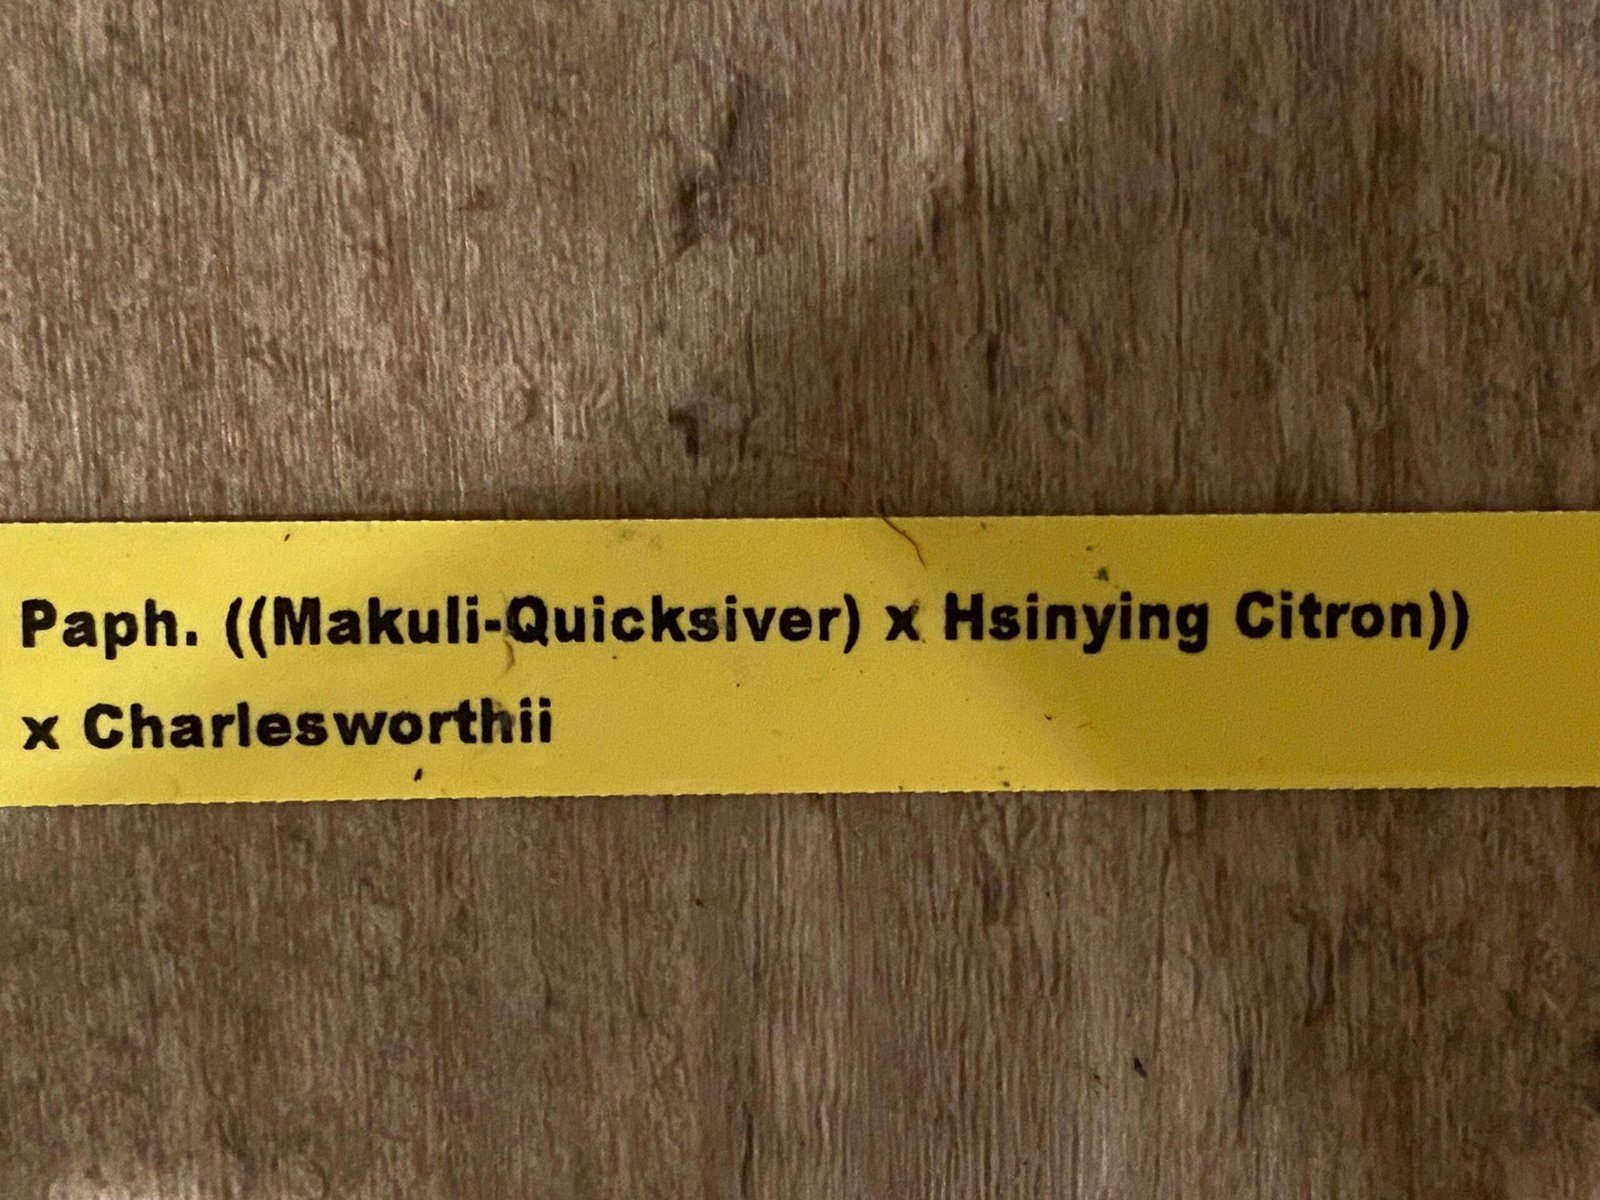 Paph. ((Makuli-Quicksiver) x Hsinying Citron))
x Charlesworthii